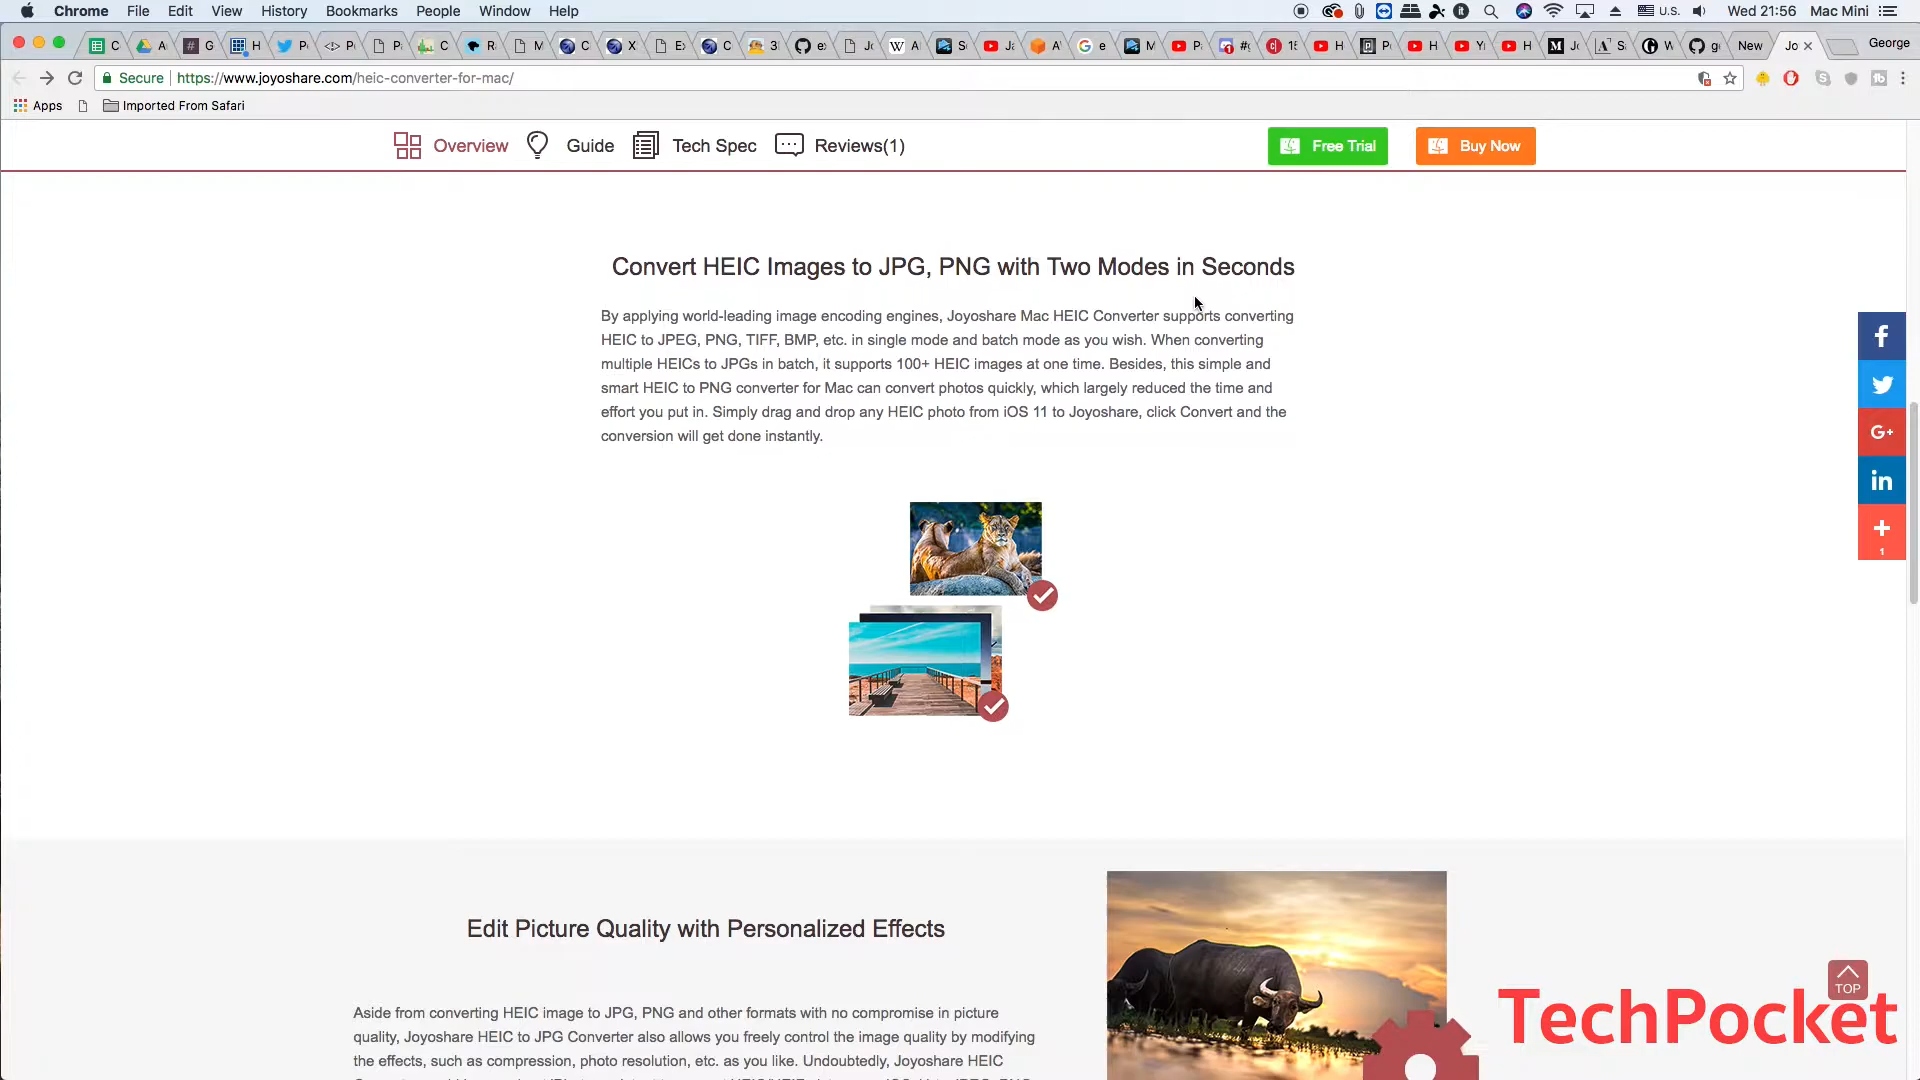 Chrome File Edit View History Bookmarks People Window Help U.S. Wed 21:56 Mac Mini
New Jo George
Secure https://www.joyoshare.com/heic-converter-for-mac/
Apps Imported From Safari
Overview Guide Tech Spec Reviews(1) Free Trial Buy Now
Convert HEIC Images to JPG, PNG with Two Modes in Seconds
By applying world-leading image encoding engines, Joyoshare Mac HEIC Converter supports converting
HEIC to JPEG, PNG, TIFF, BMP, etc. in single mode and batch mode as you wish. When converting
multiple HEICs to JPGs in batch, it supports 100+ HEIC images at one time. Besides, this simple and
smart HEIC to PNG converter for Mac can convert photos quickly, which largely reduced the time and
effort you put in. Simply drag and drop any HEIC photo from iOS 11 to Joyoshare, click Convert and the
conversion will get done instantly.
1
Edit Picture Quality with Personalized Effects
Aside from converting HEIC image to JPG, PNG and other formats with no compromise in picture
quality, Joyoshare HEIC to JPG Converter also allows you freely control the image quality by modifying
the effects, such as compression, photo resolution, etc. as you like. Undoubtedly, Joyoshare HEIC
TOP
TechPocket